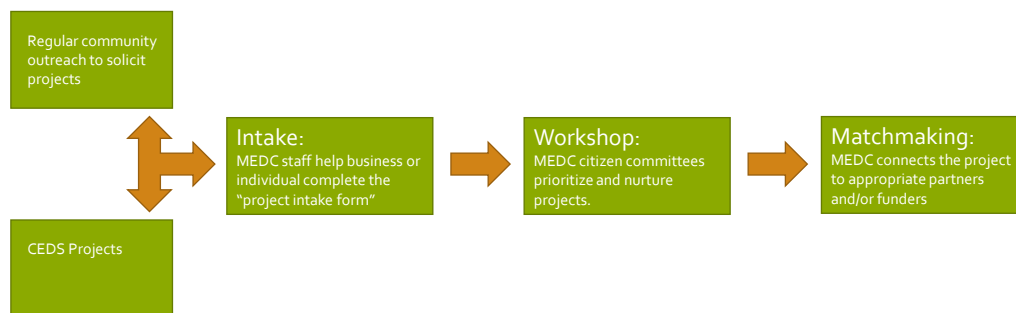 Regular community
outreach to solicit
projects
CEDS Projects
Intake:
MEDC staff help business or
individual complete the
“project intake form”
Workshop:
MEDC citizen committees
prioritize and nurture
projects.
Matchmaking:
MEDC connects the project
to appropriate partners
and/or funders